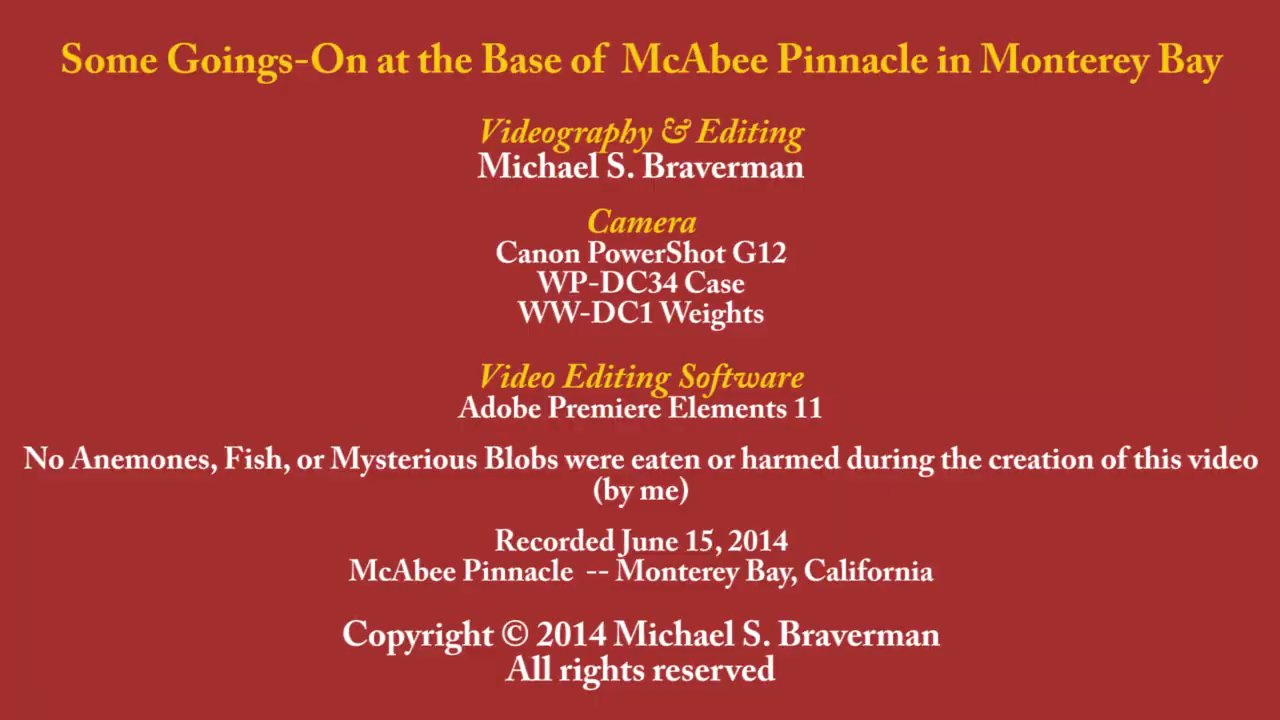 Some Goings-On at the Base of McAbee Pinnacle in Monterey Bay
Videography & Editing
Michael S. Braverman
Camera
Canon PowerShot G12
WP-DC34 Case
WW-DC1 Weights
Video Editing Software
Adobe Premiere Elements 11
No Anemones, Fish, or Mysterious Blobs were eaten or harmed during the creation of this video
(by me)
Recorded June 15, 2014
McAbee Pinnacle -- Monterey Bay, California
Copyright © 2014 Michael S. Braverman
All rights reserved